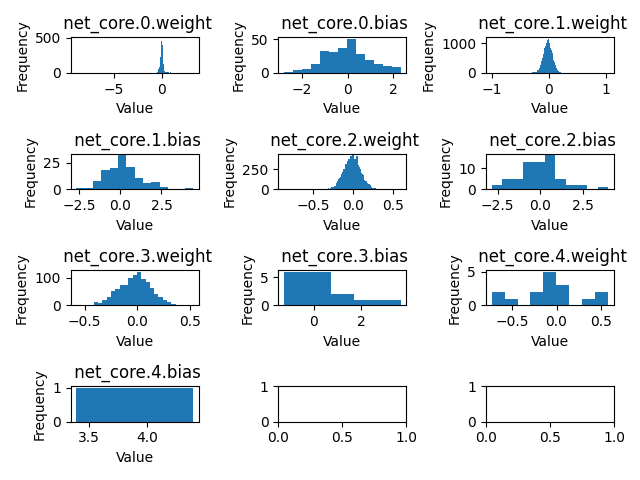 net_core.0.weight net_core.0.bias net_core.1.weight
Frequency 500 0 −5 0 Value
Frequency 50 0 −2 0 2 Value
Frequency 1000 0 −1 0 1 Value
net_core.1.bias net_core.2.weight net_core.2.bias
Frequency 25 0 −2.5 0.0 2.5 Value
Frequency 250 0 −0.5 0.0 0.5 Value
Frequency 10 0 −2.5 0.0 2.5 Value
net_core.3.weight net_core.3.bias net_core.4.weight
Frequency 100 0 −0.5 0.0 0.5 Value
Frequency 5 0 0 2 Value
Frequency 5 0 −0.5 0.0 0.5 Value
net_core.4.bias
Frequency 1 0 3.5 4.0 Value
1 0 0.0 0.5 1.0
1 0 0.0 0.5 1.0